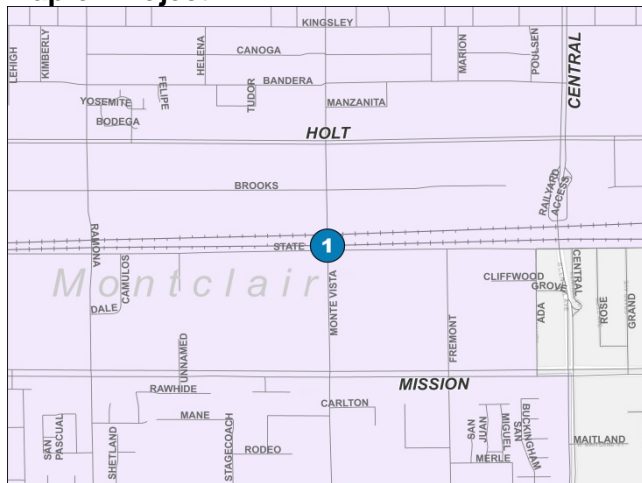 KINGSLEY
LEHIGH
KIMBERLY
HELENA
CANOGA
MARION
POULSEN
CENTRAL
FELIPE
TUDOR
BANDERA
YOSEMITE
MANZANITA
BODEGA
HOLT
BROOKS
RAILYARD
ACCESS
RAMONA
STATE
1
Montclair
CAMULOS
MONTE VISTA
CLIFFWOOD
GROVE
CENTRAL
ADA
ROSE
GRAND
DALE
FREMONT
UNNAMED
MISSION
RAWHIDE
CARLTON
MANE
SAN
PASCUAL
SHETLAND
STAGECOACH
RODEO
SAN
JUAN
SAN
MIGUEL
BUCKINGHAM
MERLE
MAITLAND